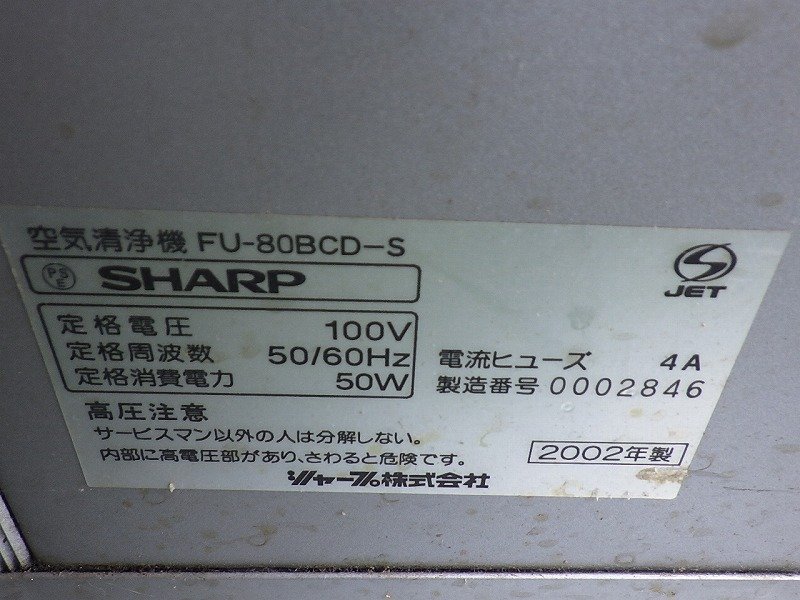 空気清浄機 FU-80BCD-S
PS E SHARP
JET
定格電圧 100V
定格周波数 50/60Hz
定格消費電力 50W
電流ヒューズ 4A
製造番号 0002846
高圧注意
サービスマン以外の人は分解しない。
内部に高電圧部があり、さわると危険です。
2002年製
シャープ株式会社